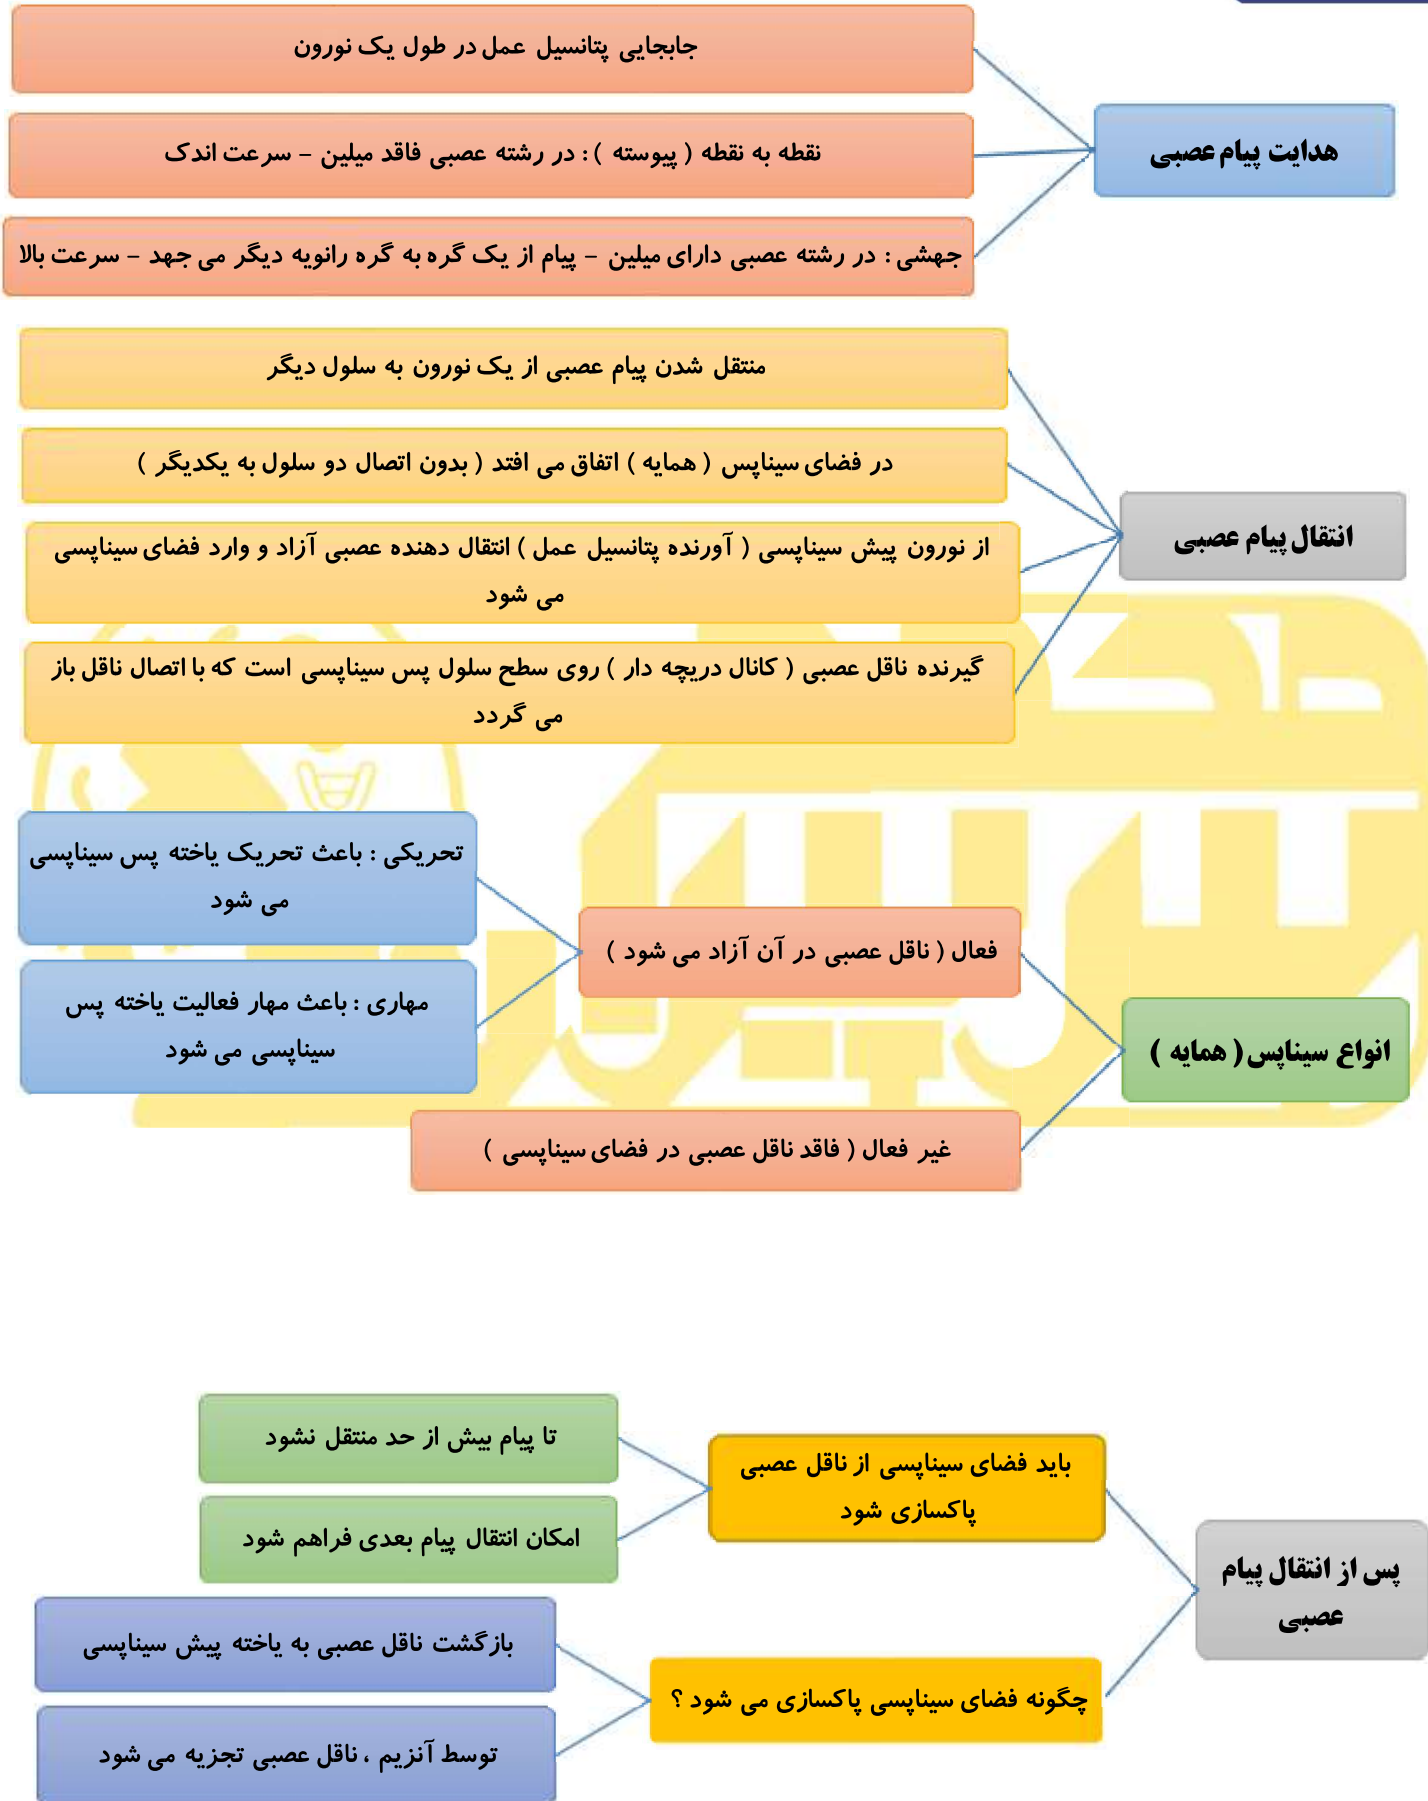 هدایت پیام عصبی
جابجایی پتانسیل عمل در طول یک نورون
نقطه به نقطه ( پیوسته ) : در رشته عصبی فاقد میلین – سرعت اندک
جهشی : در رشته عصبی دارای میلین – پیام از یک گره به گره رانویه دیگر می جهد – سرعت بالا
انتقال پیام عصبی
منتقل شدن پیام عصبی از یک نورون به سلول دیگر
در فضای سیناپس ( همایه ) اتفاق می افتد ( بدون اتصال دو سلول به یکدیگر )
از نورون پیش سیناپسی ( آورنده پتانسیل عمل ) انتقال دهنده عصبی آزاد و وارد فضای سیناپسی
می شود
گیرنده ناقل عصبی ( کانال دریچه دار ) روی سطح سلول پس سیناپسی است که با اتصال ناقل باز
می گردد
انواع سیناپس ( همایه )
فعال ( ناقل عصبی در آن آزاد می شود )
تحریکی : باعث تحریک یاخته پس سیناپسی
می شود
مهاری : باعث مهار فعالیت یاخته پس
سیناپسی می شود
غیر فعال ( فاقد ناقل عصبی در فضای سیناپسی )
پس از انتقال پیام
عصبی
باید فضای سیناپسی از ناقل عصبی
پاکسازی شود
تا پیام بیش از حد منتقل نشود
امکان انتقال پیام بعدی فراهم شود
چگونه فضای سیناپسی پاکسازی می شود ؟
بازگشت ناقل عصبی به یاخته پیش سیناپسی
توسط آنزیم ، ناقل عصبی تجزیه می شود